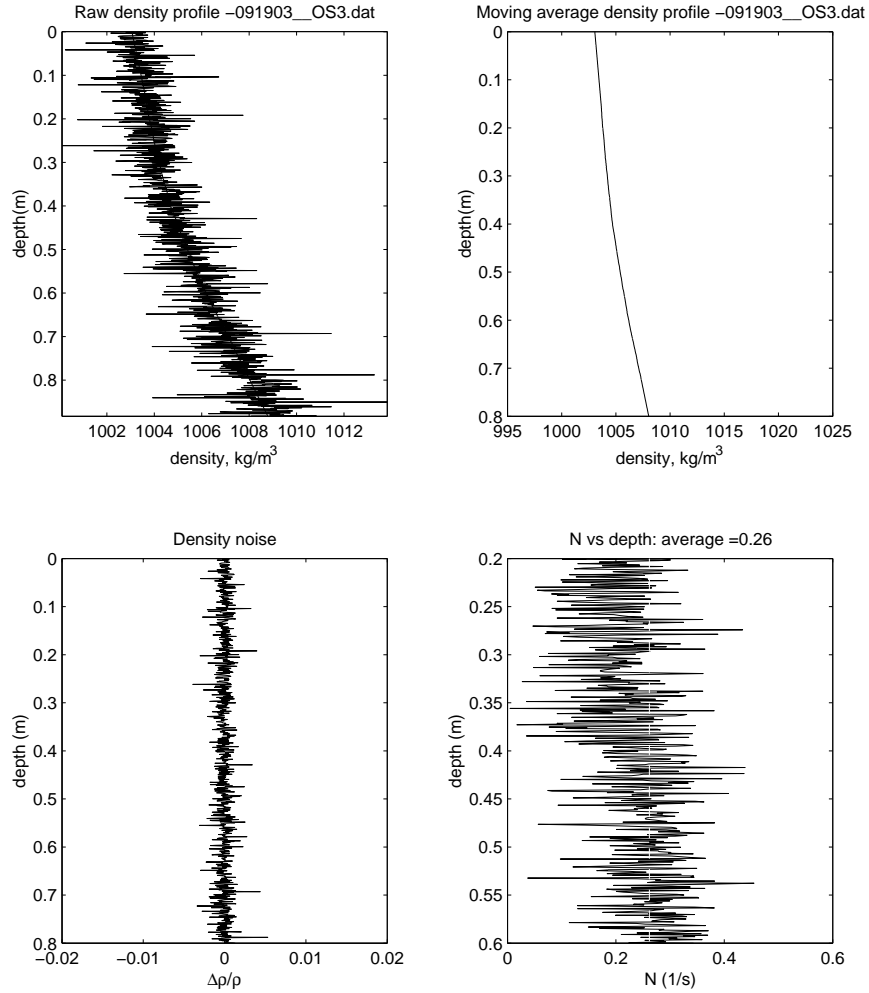 Raw density profile −091903__OS3.dat
0
0.1
0.2
0.3
0.4
0.5
0.6
0.7
0.8
depth(m)
1002 1004 1006 1008 1010 1012
density, kg/m³
Moving average density profile −091903__OS3.dat
0
0.1
0.2
0.3
0.4
0.5
0.6
0.7
0.8
depth(m)
995 1000 1005 1010 1015 1020 1025
density, kg/m³
Density noise
0
0.1
0.2
0.3
0.4
0.5
0.6
0.7
0.8
depth (m)
−0.02 −0.01 0 0.01 0.02
Δρ/ρ
N vs depth: average =0.26
0.2
0.25
0.3
0.35
0.4
0.45
0.5
0.55
0.6
depth (m)
0 0.2 0.4 0.6
N (1/s)